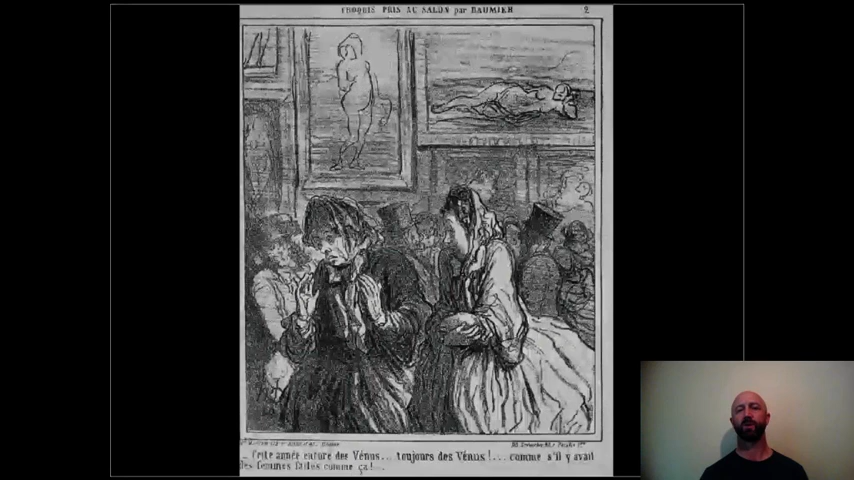 CROQUIS PRIS AU SALON par DAUMIER 2
_ Cette année encore des Vénus... toujours des Vénus!... comme s'il y avait
des femmes faites comme ça!...